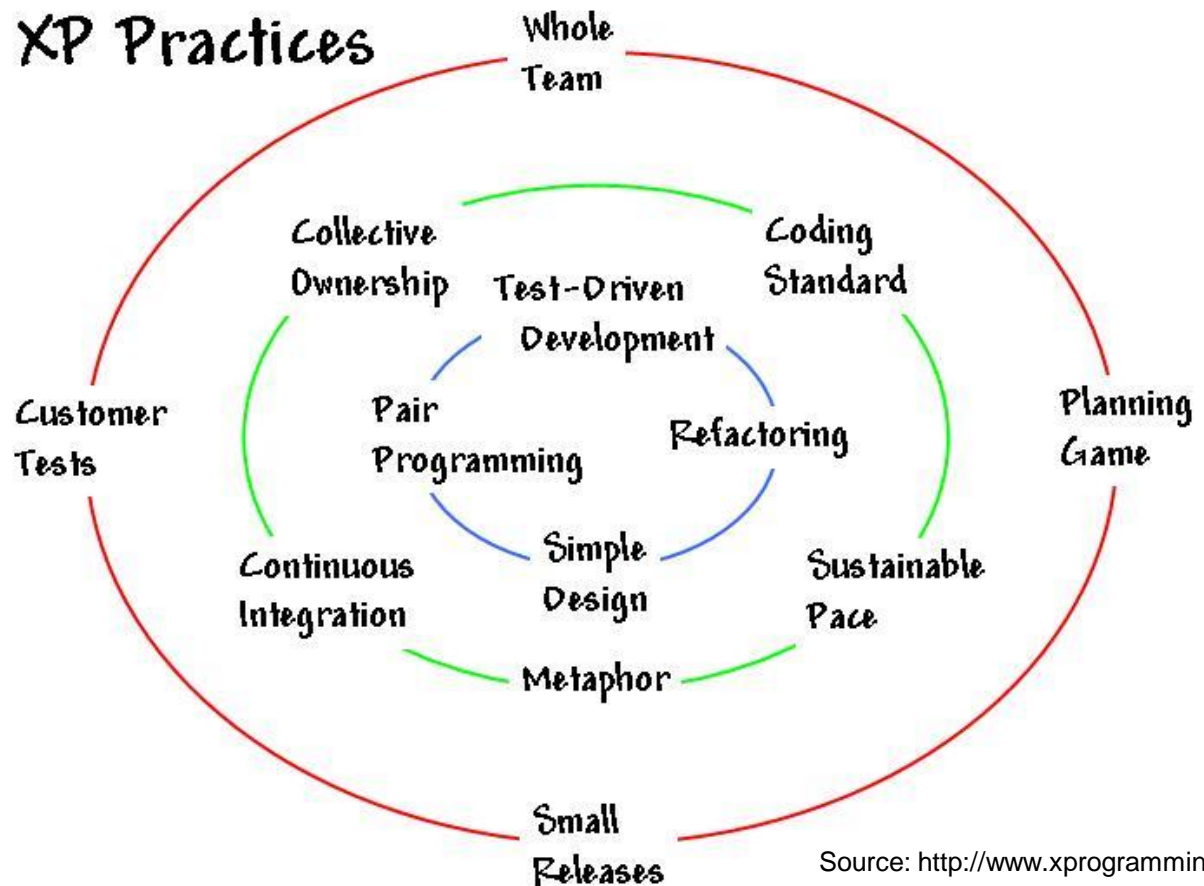 XP Practices
Whole
Team
Collective
Ownership
Coding
Standard
Test-Driven
Development
Customer
Tests
Pair
Programming
Refactoring
Planning
Game
Continuous
Integration
Simple
Design
Sustainable
Pace
Metaphor
Small
Releases
Source: http://www.xprogrammin